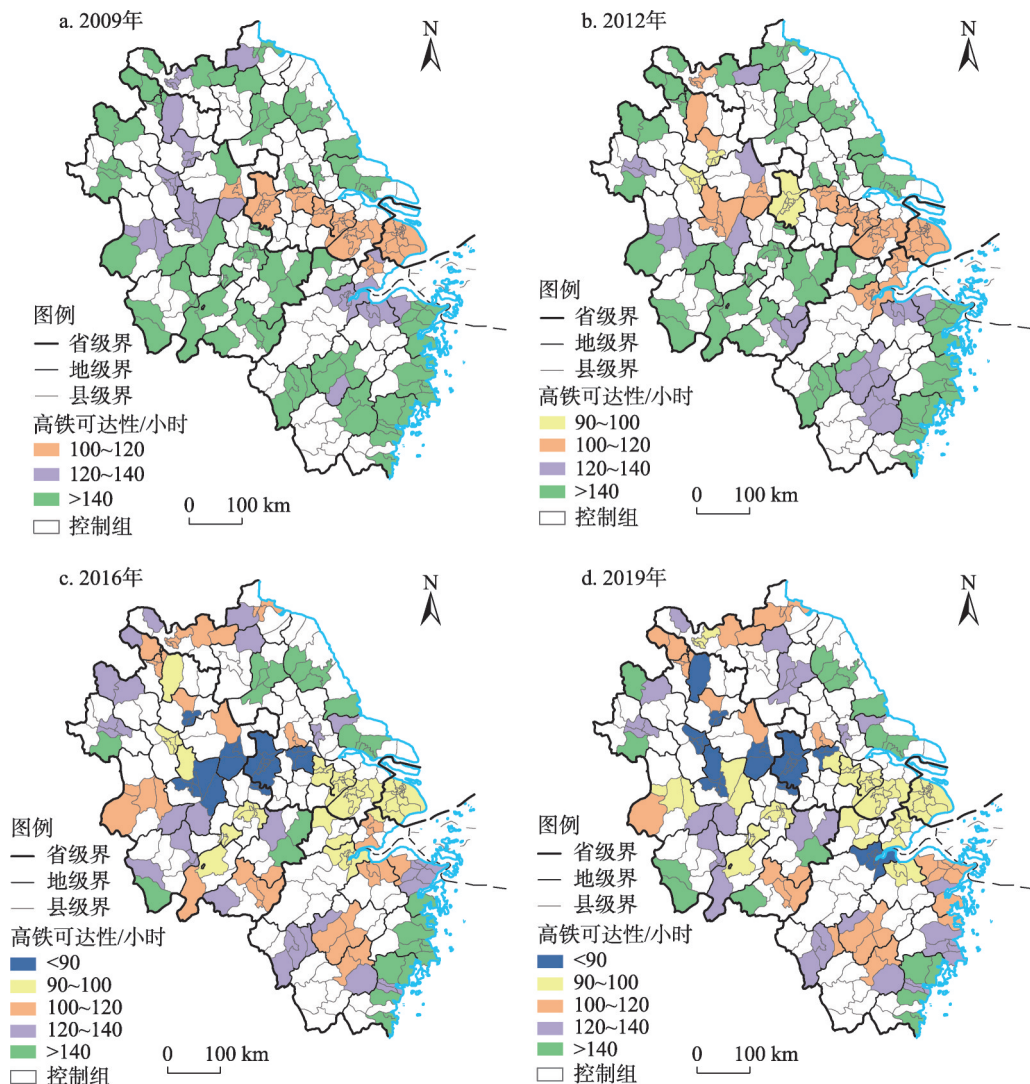 a. 2009年
N
图例
省级界
地级界
县级界
高铁可达性/小时
100~120
120~140
>140
控制组
0 100 km
b. 2012年
N
图例
省级界
地级界
县级界
高铁可达性/小时
90~100
100~120
120~140
>140
控制组
0 100 km
c. 2016年
N
图例
省级界
地级界
县级界
高铁可达性/小时
<90
90~100
100~120
120~140
>140
控制组
0 100 km
d. 2019年
N
图例
省级界
地级界
县级界
高铁可达性/小时
<90
90~100
100~120
120~140
>140
控制组
0 100 km